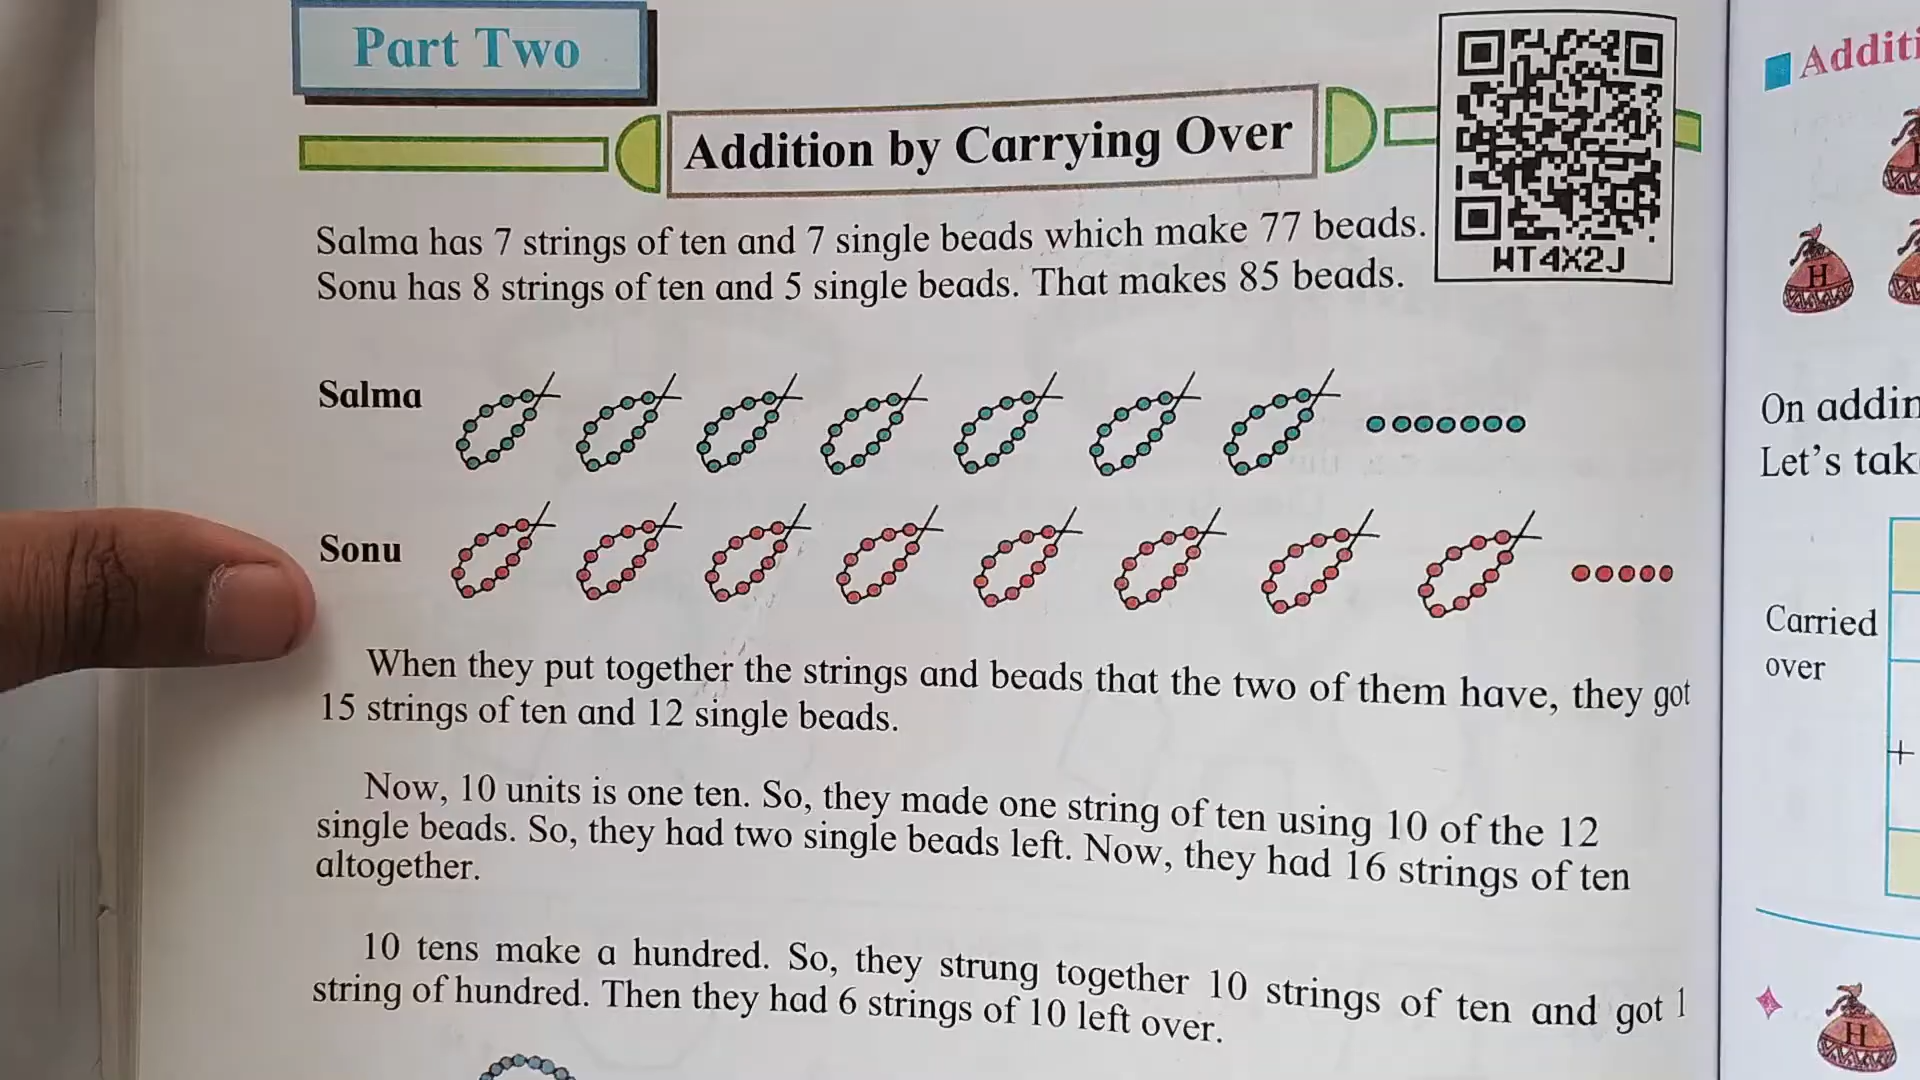 Part Two
Addition by Carrying Over
WT4X2J
Salma has 7 strings of ten and 7 single beads which make 77 beads.
Sonu has 8 strings of ten and 5 single beads. That makes 85 beads.
Salma
Sonu
When they put together the strings and beads that the two of them have, they got
15 strings of ten and 12 single beads.
Now, 10 units is one ten. So, they made one string of ten using 10 of the 12
single beads. So, they had two single beads left. Now, they had 16 strings of ten
altogether.
10 tens make a hundred. So, they strung together 10 strings of ten and got 1
string of hundred. Then they had 6 strings of 10 left over.
Additi
H
On addin
Let's tak
Carried
over
+
H